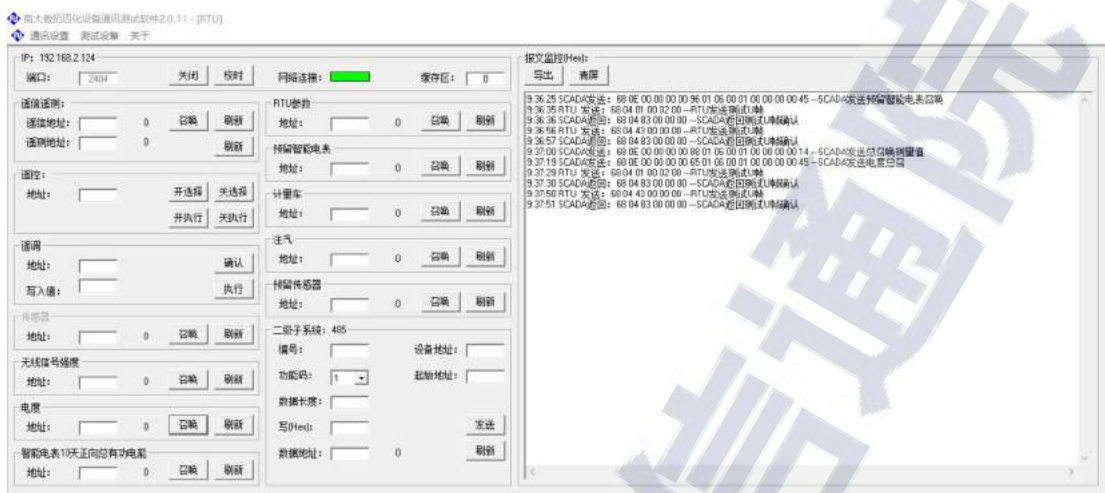 南大傲拓四化设备通讯测试软件2.0.11 - [RTU]
通讯设置 测试设备 关于
IP: 192.168.2.124
端口: 2404 关闭 校时 网络连接: 缓存区: 0
报文监控(Hex):
导出 清屏
遥信遥测:
遥信地址: 0 召唤 刷新
遥测地址: 0 刷新
遥控:
地址: 开选择 关选择
开执行 关执行
遥调
地址: 确认
写入值: 执行
传感器
地址: 0 召唤 刷新
无线信号强度
地址: 0 召唤 刷新
电度
地址: 0 召唤 刷新
智能电表10天正向总有功电能
地址: 0 召唤 刷新
RTU参数
地址: 0 召唤 刷新
预留智能电表
地址: 0 召唤 刷新
计量车
地址: 0 召唤 刷新
注汽
地址: 0 召唤 刷新
预留传感器
地址: 0 召唤 刷新
二级子系统: 485
编号: 设备地址:
功能码: 1 起始地址:
数据长度:
写(Hex): 发送
数据地址: 0 刷新
9:36:25 SCADA发送: 68 0E 00 00 00 00 96 01 06 00 01 00 00 00 00 45 --SCADA发送预留智能电表召唤
9:36:35 RTU 发送: 68 04 01 00 02 00 --RTU发送测试U帧
9:36:36 SCADA返回: 68 04 83 00 00 00 --SCADA返回测试U帧确认
9:36:56 RTU 发送: 68 04 43 00 00 00 --RTU发送测试U帧
9:36:57 SCADA返回: 68 04 83 00 00 00 --SCADA返回测试U帧确认
9:37:00 SCADA发送: 68 0E 00 00 00 00 88 01 06 00 01 00 00 00 00 14 --SCADA发送总召唤测量值
9:37:19 SCADA发送: 68 0E 00 00 00 00 65 01 06 00 01 00 00 00 00 45 --SCADA发送电度总召
9:37:29 RTU 发送: 68 04 01 00 02 00 --RTU发送测试U帧
9:37:30 SCADA返回: 68 04 83 00 00 00 --SCADA返回测试U帧确认
9:37:50 RTU 发送: 68 04 43 00 00 00 --RTU发送测试U帧
9:37:51 SCADA返回: 68 04 83 00 00 00 --SCADA返回测试U帧确认
信通院